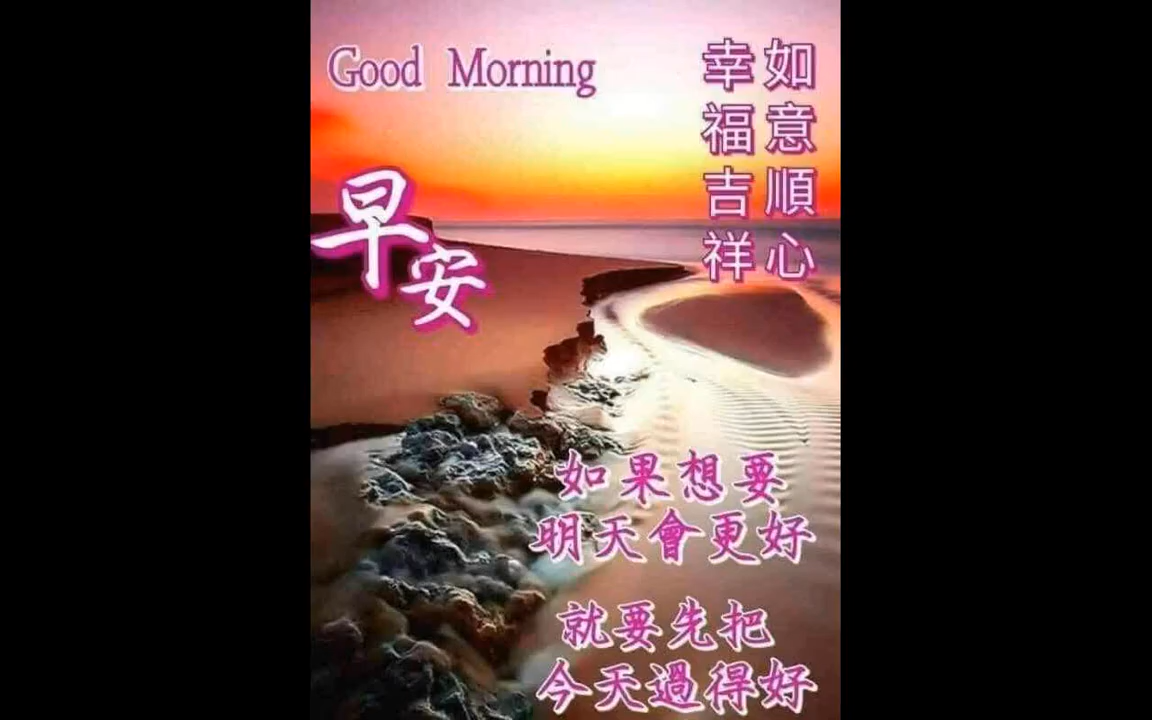 Good Morning
如意順心
幸福吉祥
早安
如果想要
明天會更好
就要先把
今天過得好